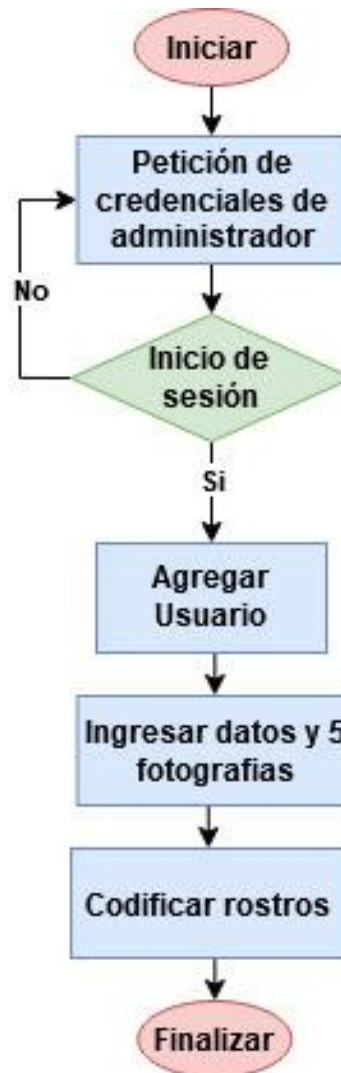 Iniciar
Petición de
credenciales de
administrador
No
Inicio de
sesión
Si
Agregar
Usuario
Ingresar datos y 5
fotografias
Codificar rostros
Finalizar